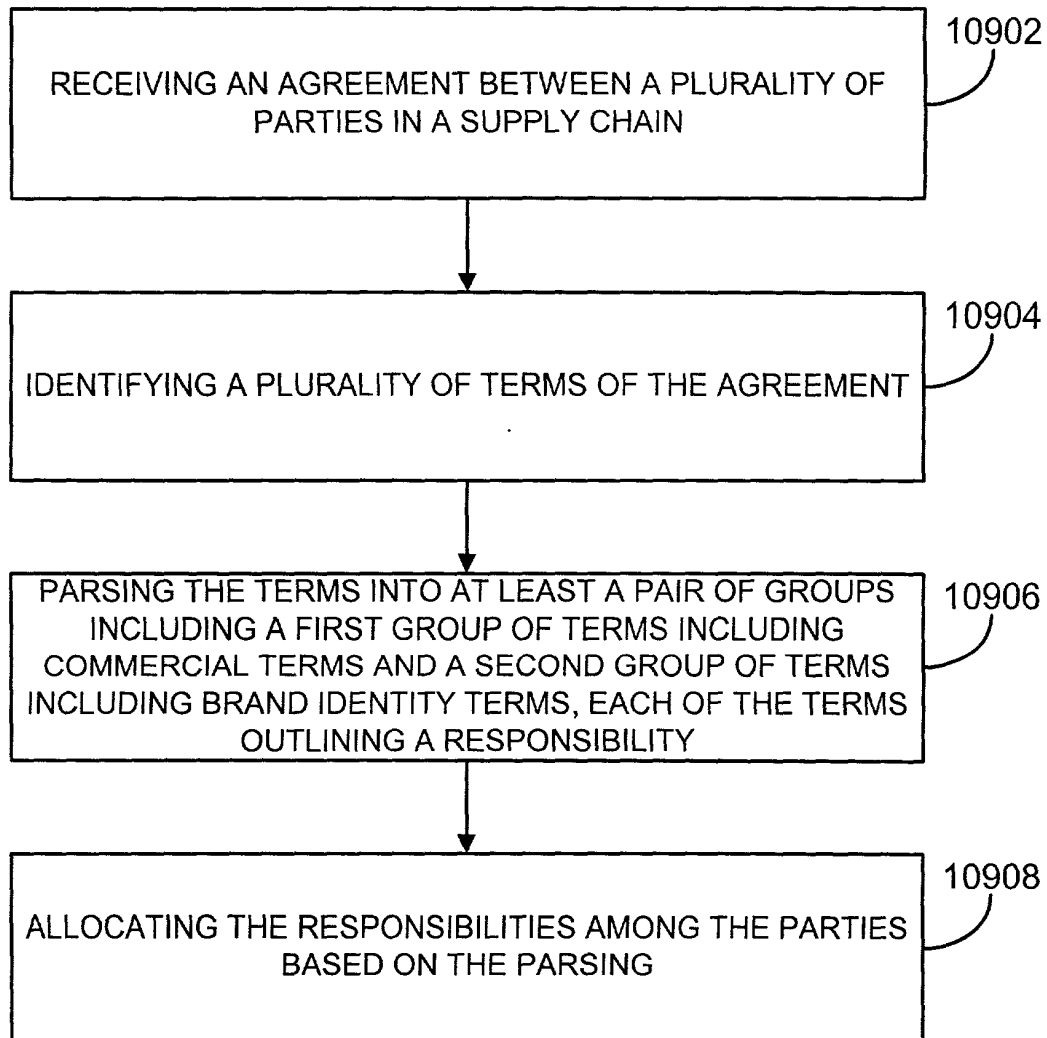 10902
RECEIVING AN AGREEMENT BETWEEN A PLURALITY OF
PARTIES IN A SUPPLY CHAIN
10904
IDENTIFYING A PLURALITY OF TERMS OF THE AGREEMENT
10906
PARSING THE TERMS INTO AT LEAST A PAIR OF GROUPS
INCLUDING A FIRST GROUP OF TERMS INCLUDING
COMMERCIAL TERMS AND A SECOND GROUP OF TERMS
INCLUDING BRAND IDENTITY TERMS, EACH OF THE TERMS
OUTLINING A RESPONSIBILITY
10908
ALLOCATING THE RESPONSIBILITIES AMONG THE PARTIES
BASED ON THE PARSING